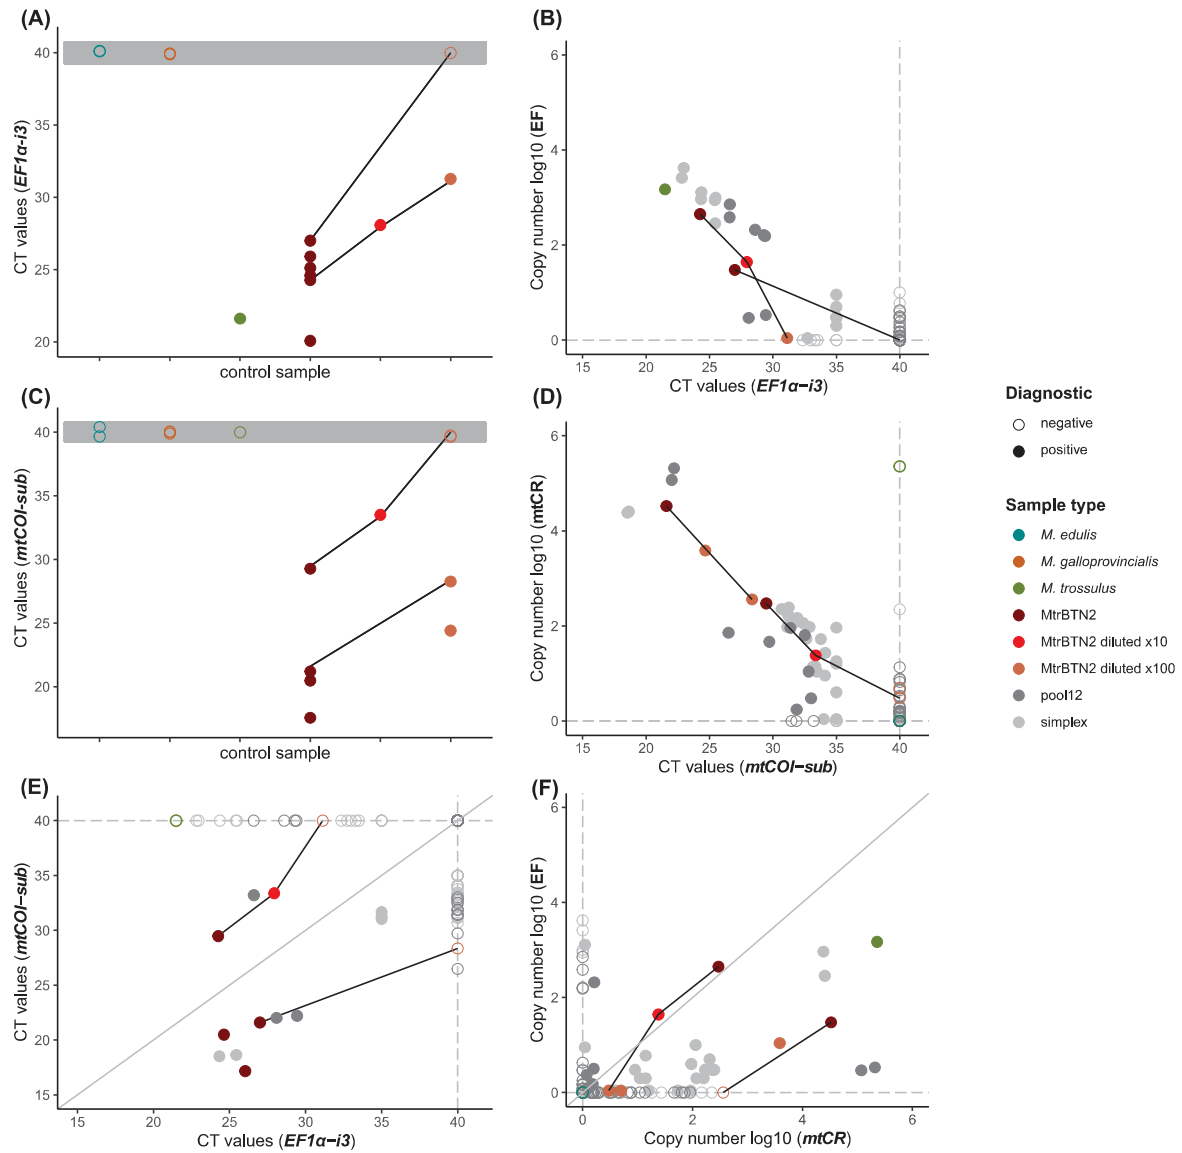 (A)
40
35
30
25
20
CT values (EF1α-i3)
control sample
(B)
6
4
2
0
Copy number log10 (EF)
15 20 25 30 35 40
CT values (EF1α−i3)
(C)
40
35
30
25
20
CT values (mtCOI-sub)
control sample
(D)
6
4
2
0
Copy number log10 (mtCR)
15 20 25 30 35 40
CT values (mtCOI−sub)
Diagnostic
negative
positive
Sample type
M. edulis
M. galloprovincialis
M. trossulus
MtrBTN2
MtrBTN2 diluted x10
MtrBTN2 diluted x100
pool12
simplex
(E)
40
35
30
25
20
15
CT values (mtCOI−sub)
15 20 25 30 35 40
CT values (EF1α−i3)
(F)
6
4
2
0
Copy number log10 (EF)
0 2 4 6
Copy number log10 (mtCR)